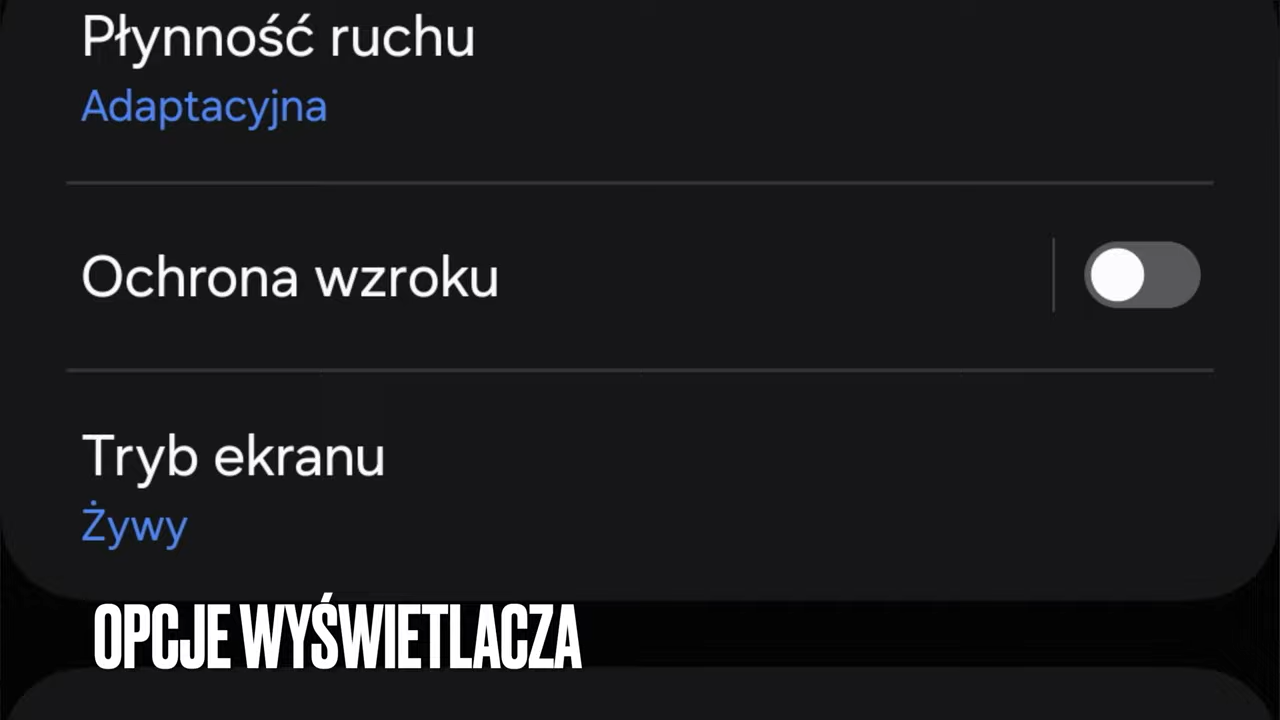 Płynność ruchu
Adaptacyjna
Ochrona wzroku
Tryb ekranu
Żywy
OPCJE WYŚWIETLACZA